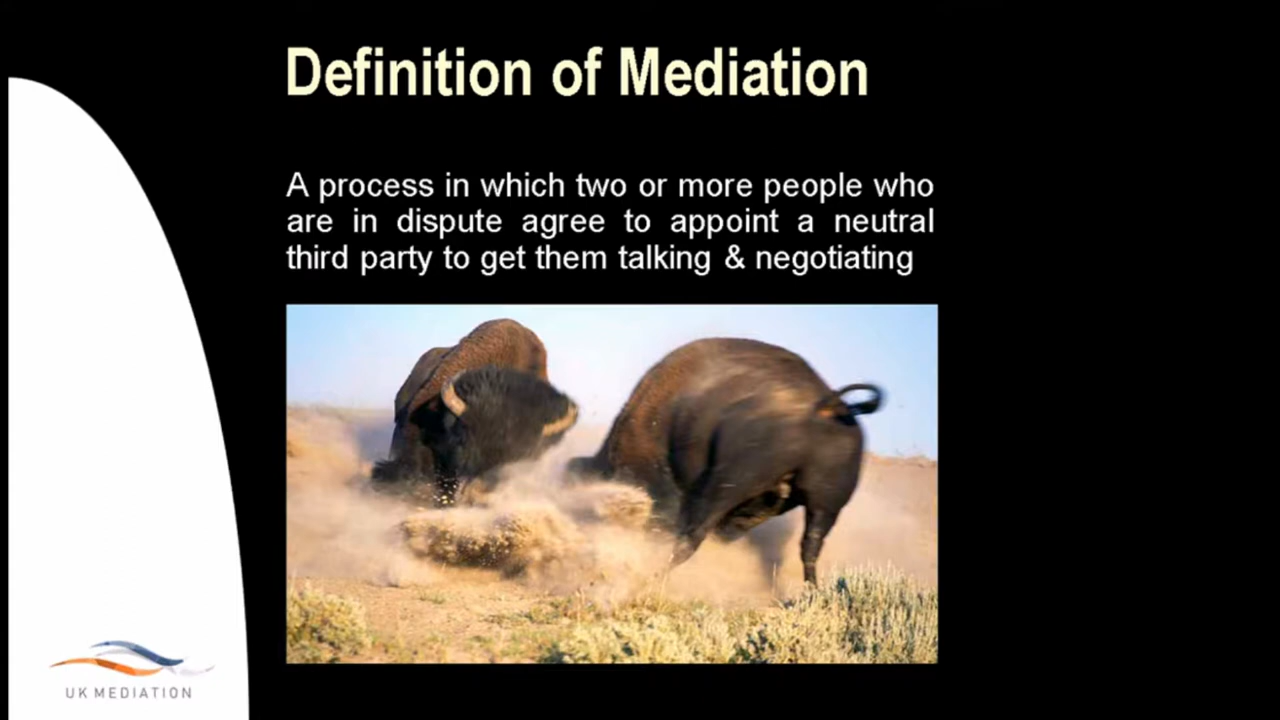 Definition of Mediation
A process in which two or more people who
are in dispute agree to appoint a neutral
third party to get them talking & negotiating
UK MEDIATION